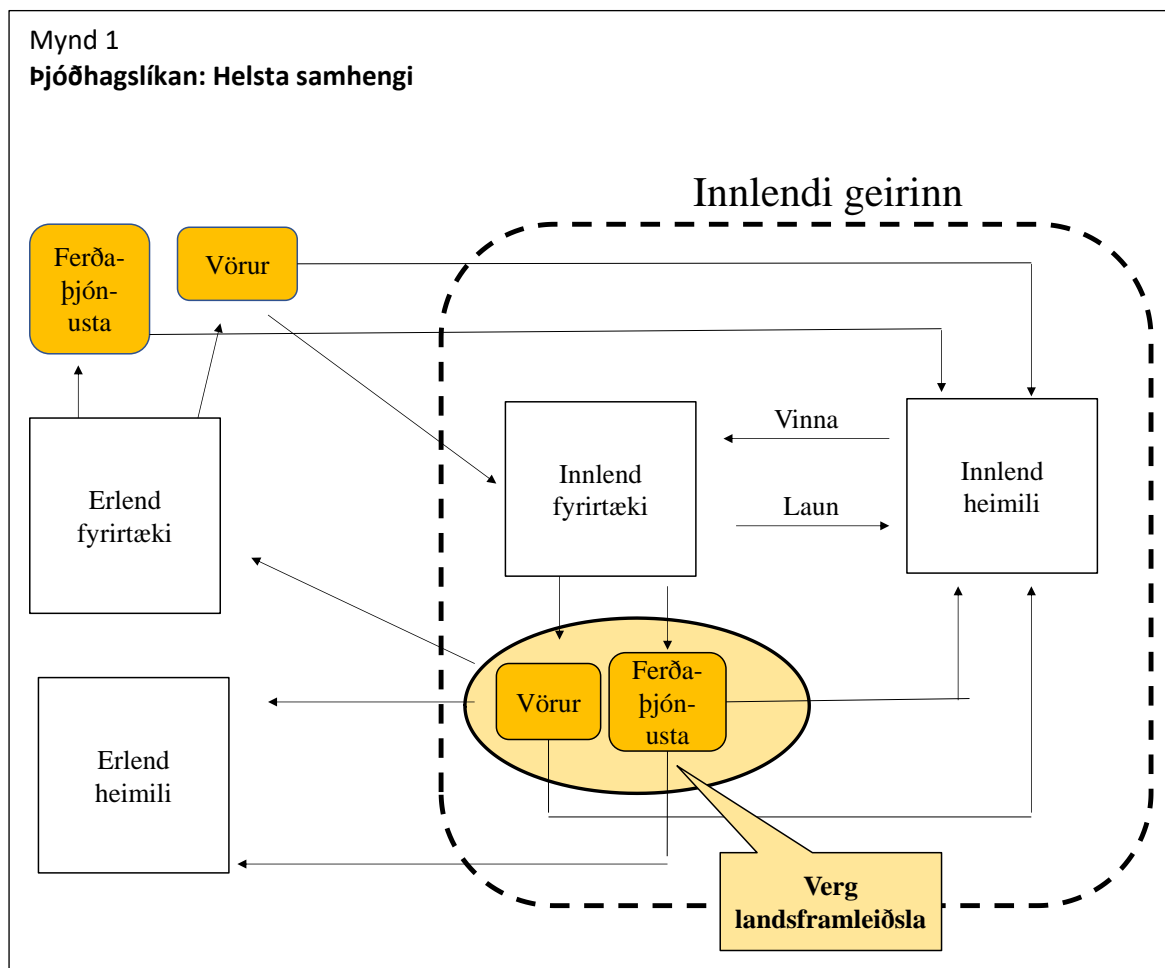 Mynd 1
Þjóðhagslíkan: Helsta samhengi
Innlendi geirinn
Ferða-
þjón-
usta
Vörur
Erlend
fyrirtæki
Innlend
fyrirtæki
Vinna
Laun
Innlend
heimili
Vörur
Ferða-
þjón-
usta
Erlend
heimili
Verg
landsframleiðsla